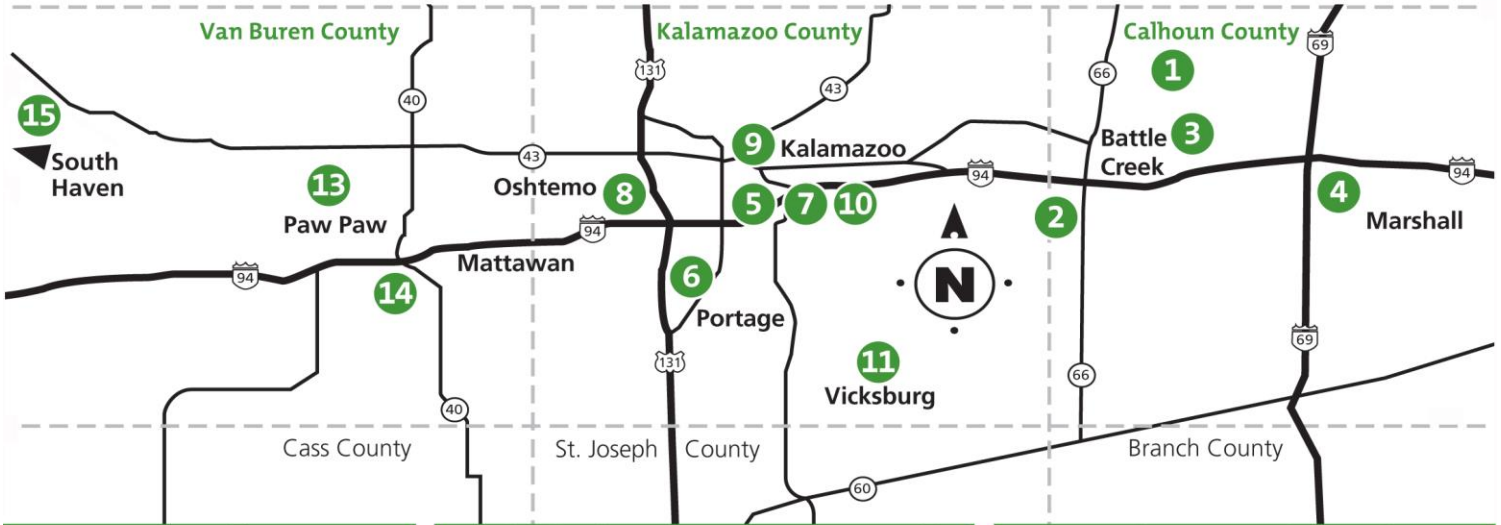 Van Buren County
Kalamazoo County
Calhoun County
69
131
66
1
40
43
15
9
Kalamazoo
Battle
Creek
3
South
Haven
43
94
94
13
Oshtemo
8
5
7
10
2
4
Paw Paw
94
Marshall
Mattawan
94
6
N
14
Portage
131
11
69
Vicksburg
66
40
Cass County
St. Joseph County
Branch County
60